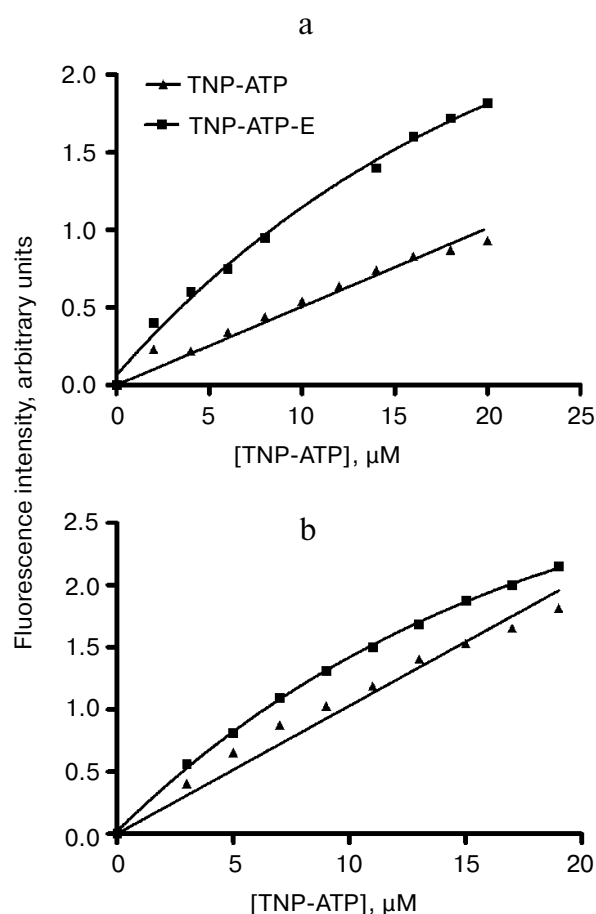 a
2.0
TNP-ATP
TNP-ATP-E
1.5
1.0
0.5
0.0
0 5 10 15 20 25
[TNP-ATP], μM
Fluorescence intensity, arbitrary units
b
2.5
2.0
1.5
1.0
0.5
0.0
0 5 10 15 20
[TNP-ATP], μM